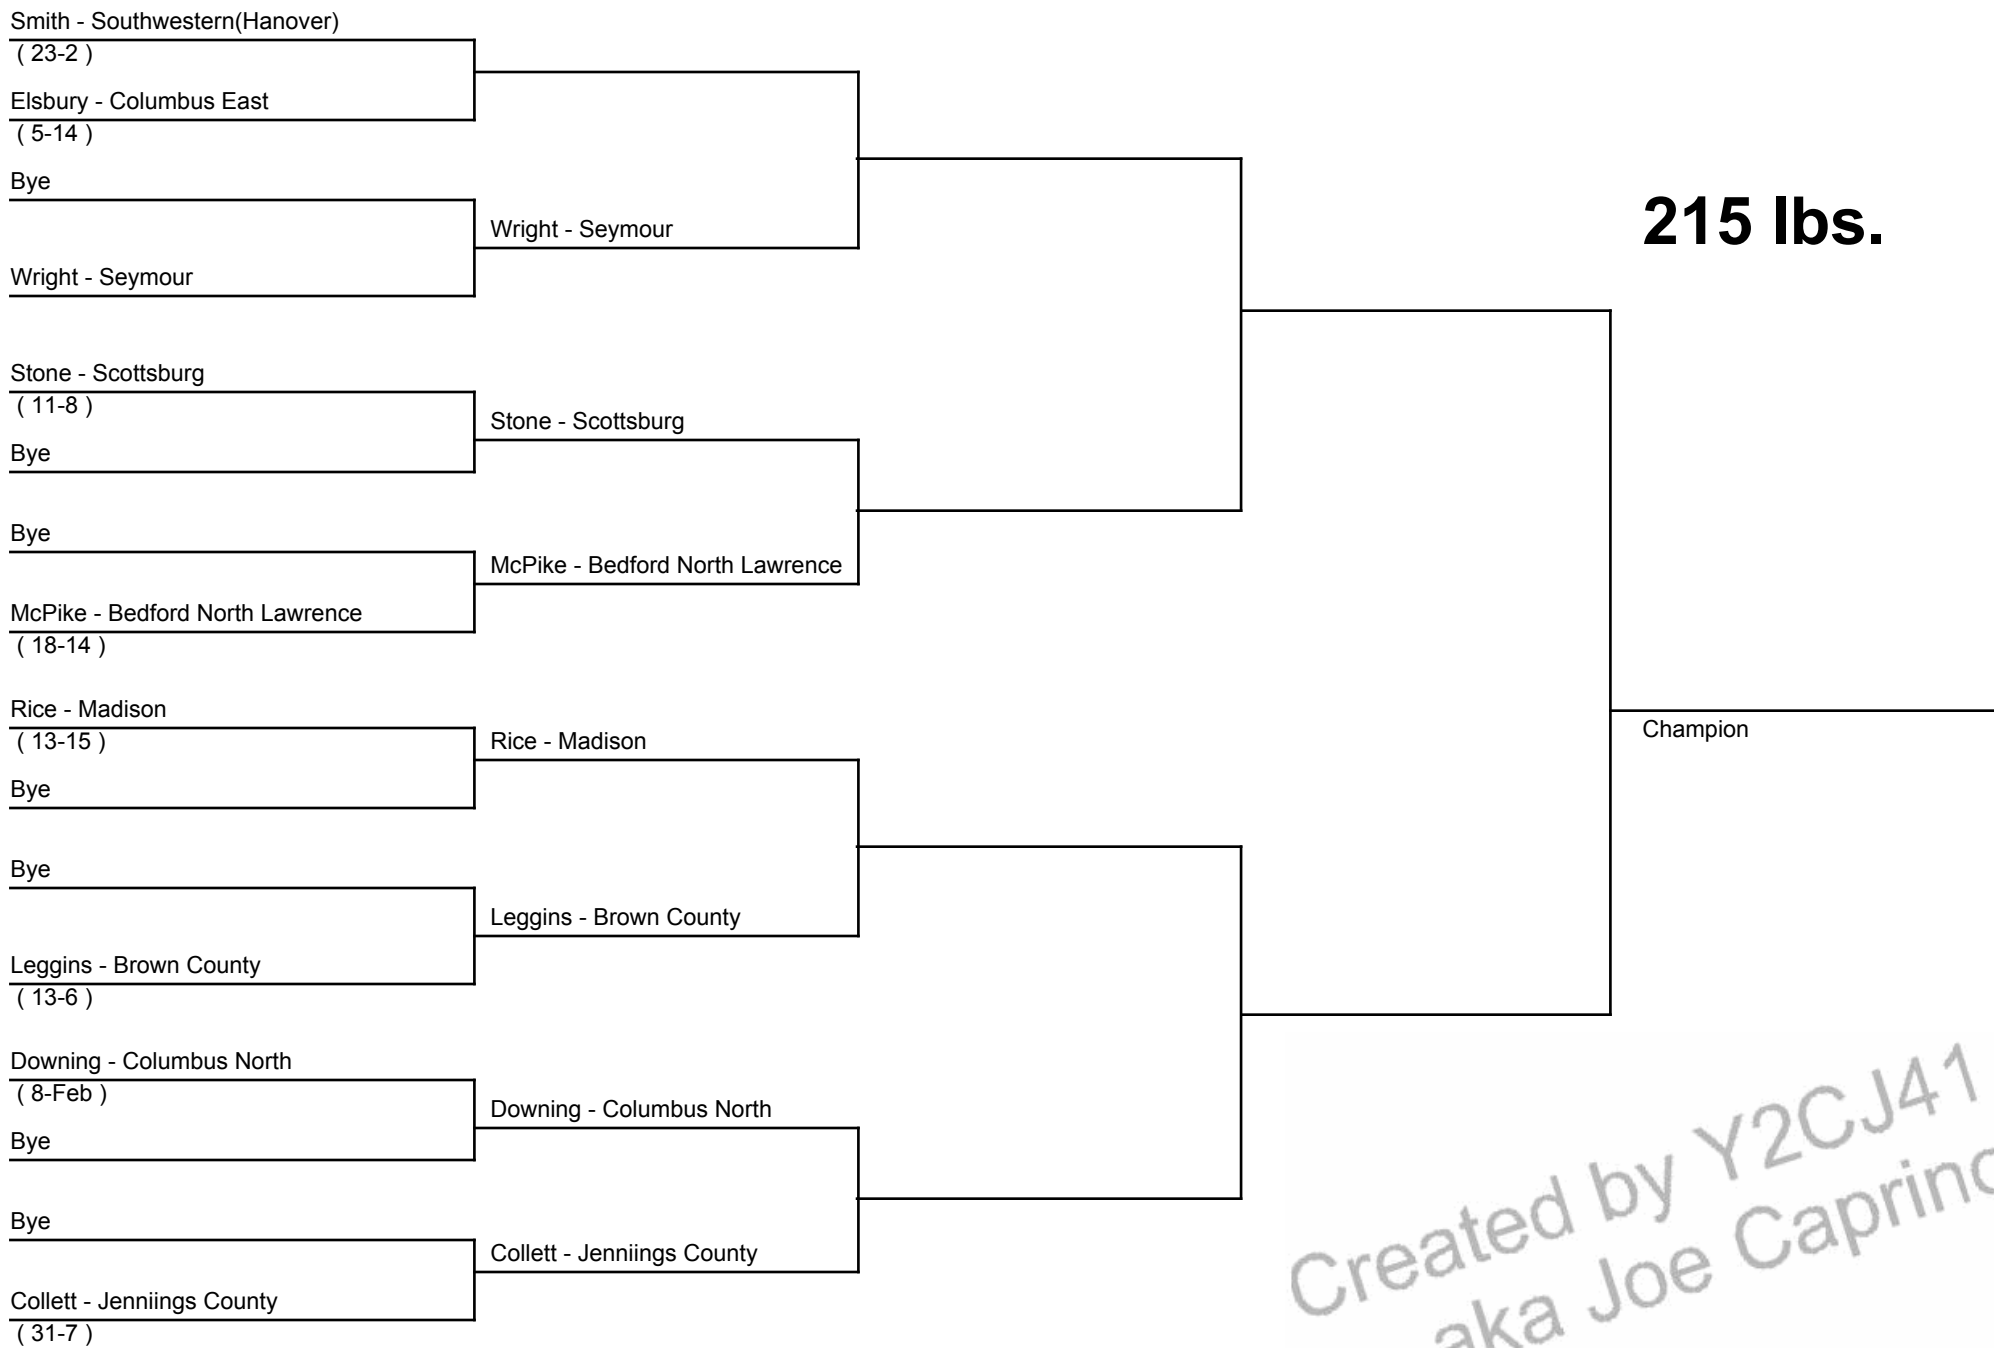 Smith - Southwestern(Hanover)
( 23-2 )
Elsbury - Columbus East
( 5-14 )
Bye
Wright - Seymour
Wright - Seymour
215 lbs.
Stone - Scottsburg
( 11-8 )
Stone - Scottsburg
Bye
Bye
McPike - Bedford North Lawrence
McPike - Bedford North Lawrence
( 18-14 )
Rice - Madison
( 13-15 )
Rice - Madison
Bye
Champion
Bye
Leggins - Brown County
Leggins - Brown County
( 13-6 )
Downing - Columbus North
( 8-Feb )
Downing - Columbus North
Bye
Bye
Collett - Jenniings County
Collett - Jenniings County
( 31-7 )
Created by Y2CJ41
aka Joe Caprino